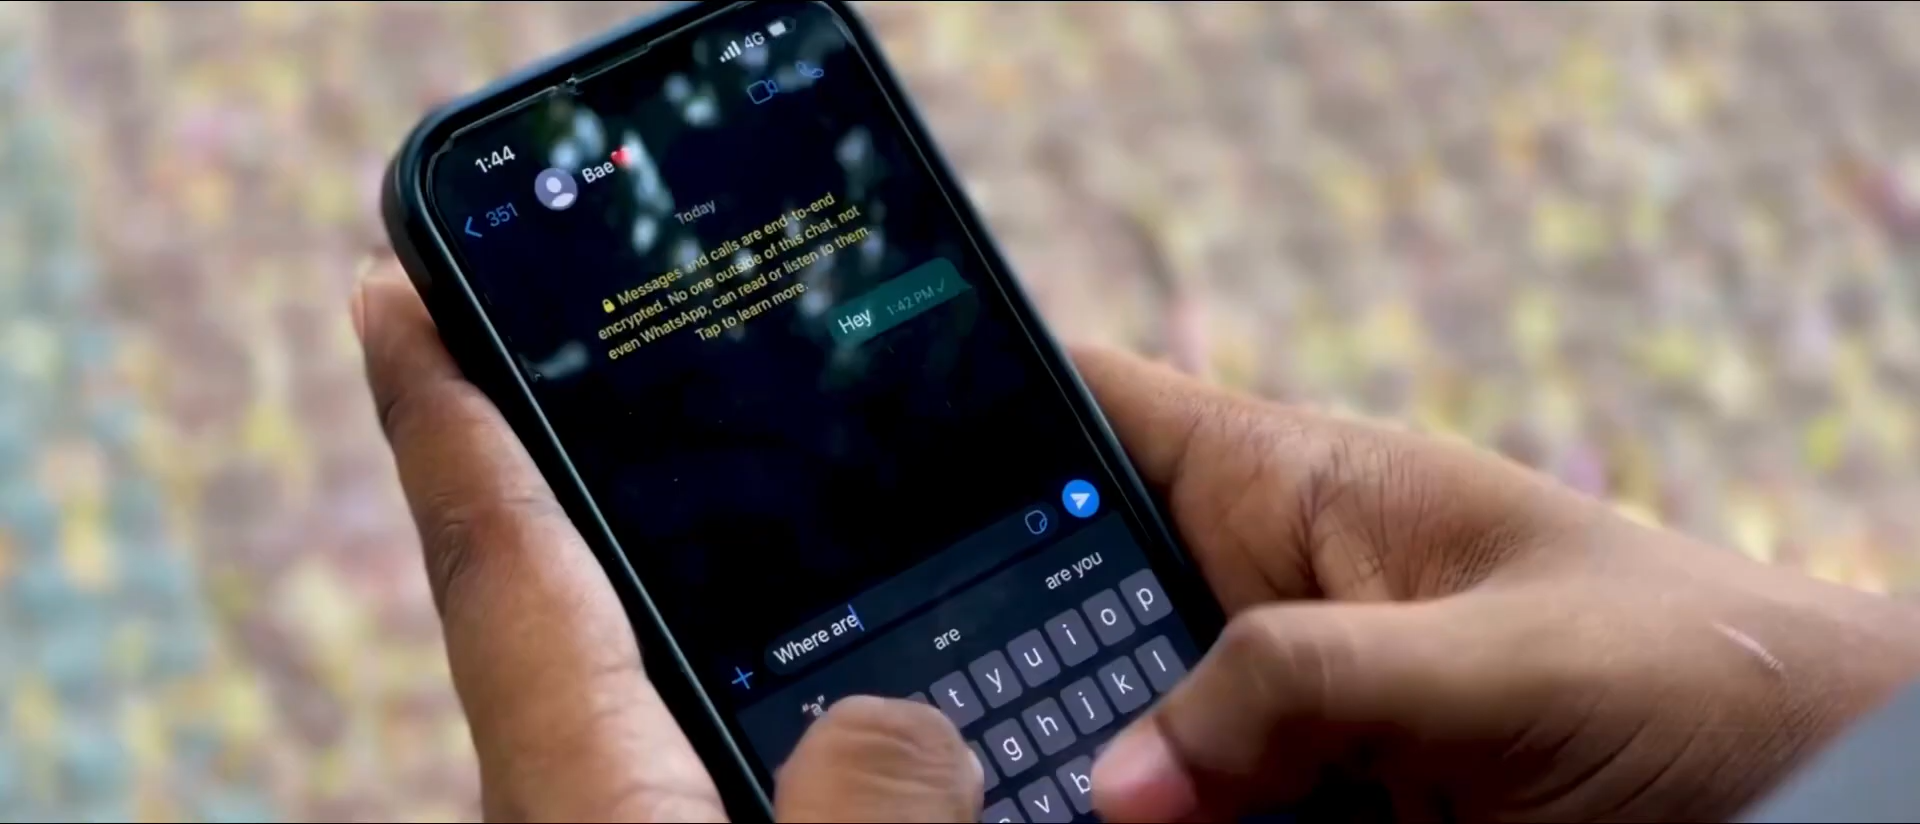 4G
1:44
351
Bae
Today
Messages and calls are end-to-end
encrypted. No one outside of this chat, not
even WhatsApp, can read or listen to them.
Tap to learn more.
Hey 1:42 PM
Where are
"a" are are you
t y u i o p
g h j k l
v b